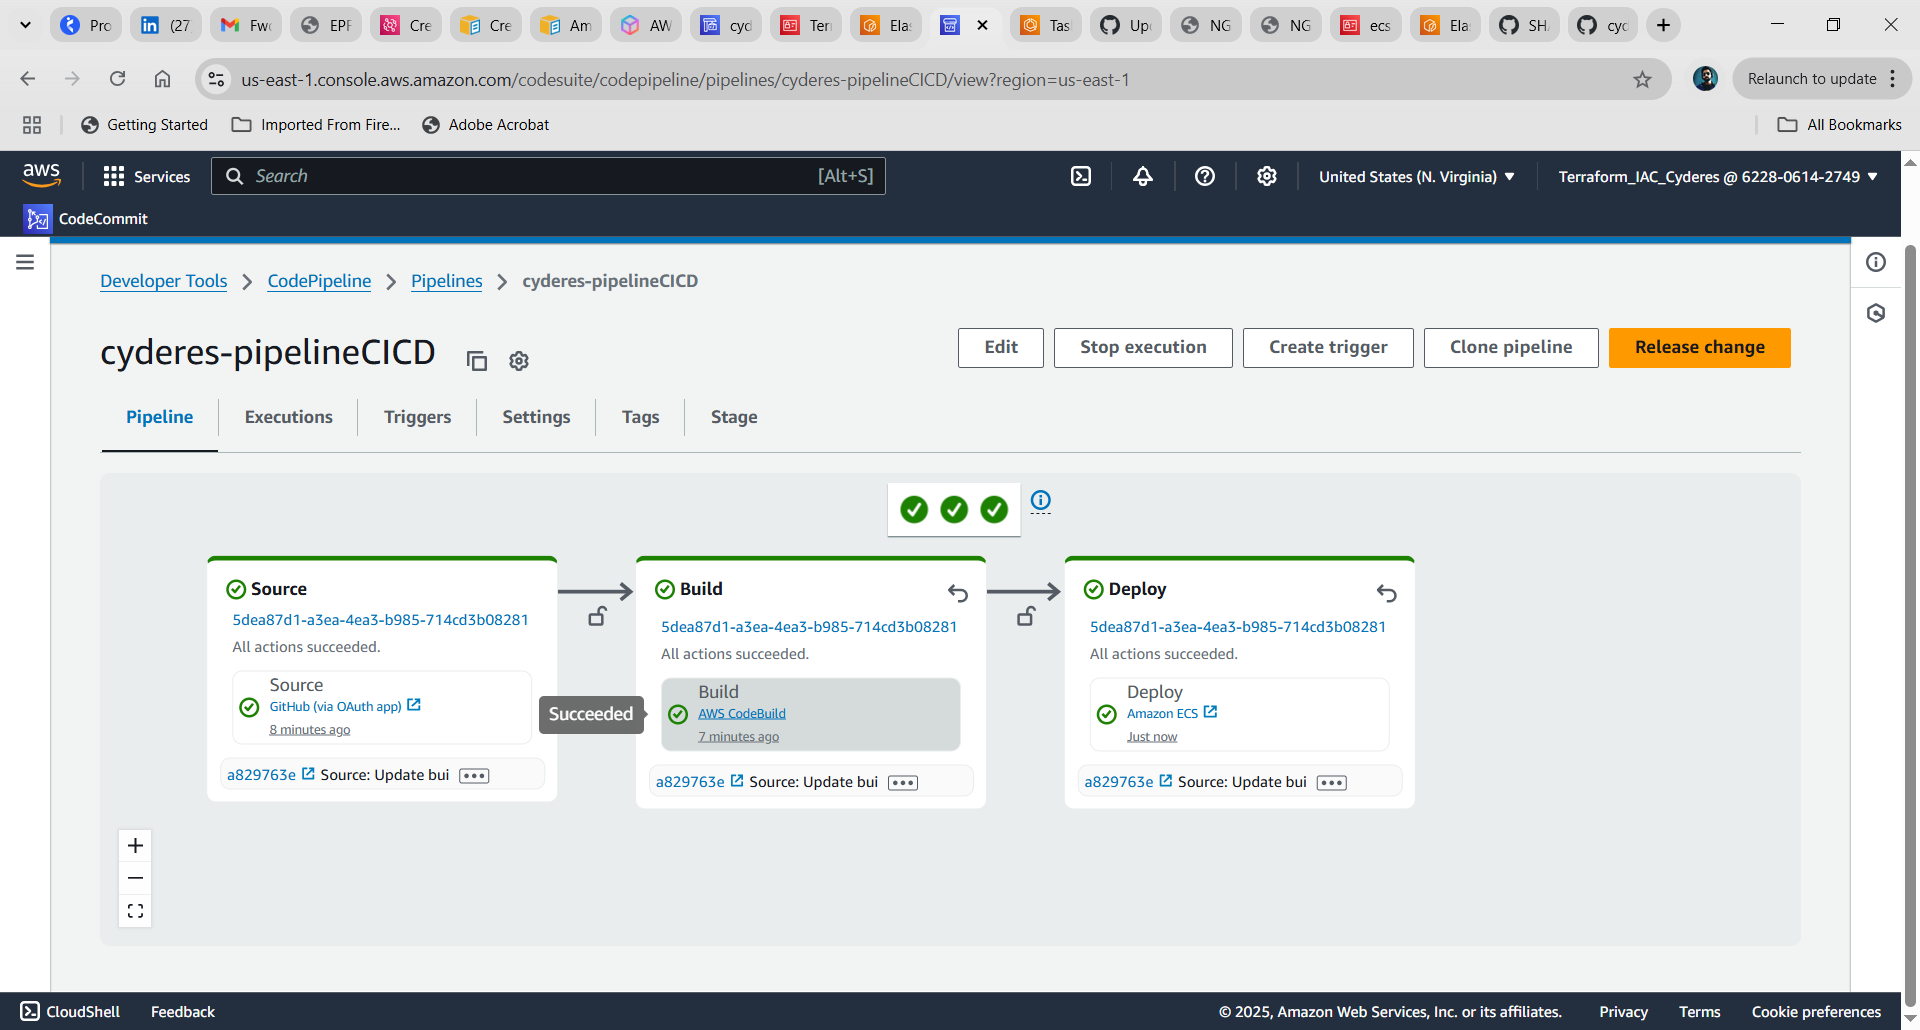 Pro
(27
Fwd
EPF
Cre
Cre
Am
AW
cyd
Terr
Elas
Tas
Upd
NG
NG
ecs
Ela
SHA
cyd
us-east-1.console.aws.amazon.com/codesuite/codepipeline/pipelines/cyderes-pipelineCICD/view?region=us-east-1
Relaunch to update
Getting Started
Imported From Fire...
Adobe Acrobat
All Bookmarks
aws
Services
Search
[Alt+S]
United States (N. Virginia)
Terraform_IAC_Cyderes @ 6228-0614-2749
CodeCommit
Developer Tools
CodePipeline
Pipelines
cyderes-pipelineCICD
cyderes-pipelineCICD
Edit
Stop execution
Create trigger
Clone pipeline
Release change
Pipeline
Executions
Triggers
Settings
Tags
Stage
Source
5dea87d1-a3ea-4ea3-b985-714cd3b08281
All actions succeeded.
Source
GitHub (via OAuth app)
8 minutes ago
a829763e Source: Update bui
Succeeded
Build
5dea87d1-a3ea-4ea3-b985-714cd3b08281
All actions succeeded.
Build
AWS CodeBuild
7 minutes ago
a829763e Source: Update bui
Deploy
5dea87d1-a3ea-4ea3-b985-714cd3b08281
All actions succeeded.
Deploy
Amazon ECS
Just now
a829763e Source: Update bui
CloudShell
Feedback
© 2025, Amazon Web Services, Inc. or its affiliates.
Privacy
Terms
Cookie preferences